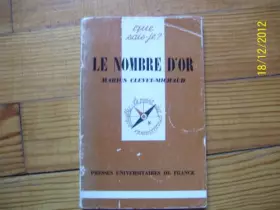 que
sais-je?
LE NOMBRE D'OR
MARIUS CLEYET-MICHAUD
PRESSES UNIVERSITAIRES DE FRANCE
18/12/2012